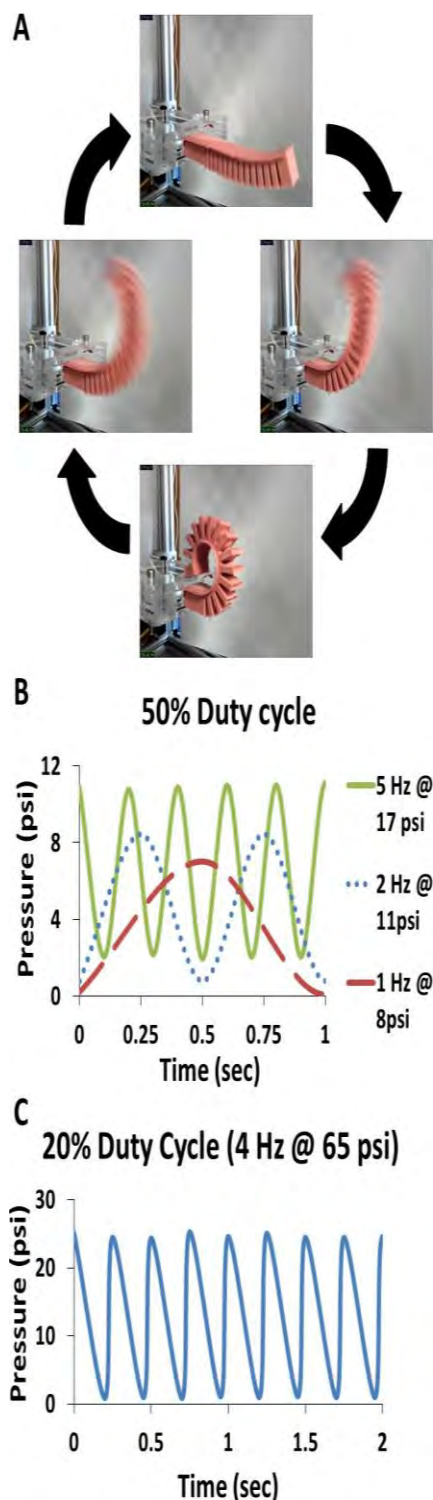 A
B
50% Duty cycle
12
8
4
0
Pressure (psi)
0
0.25
0.5
0.75
1
Time (sec)
5 Hz @
17 psi
2 Hz @
11psi
1 Hz @
8psi
C
20% Duty Cycle (4 Hz @ 65 psi)
30
20
10
0
Pressure (psi)
0
0.5
1
1.5
2
Time (sec)